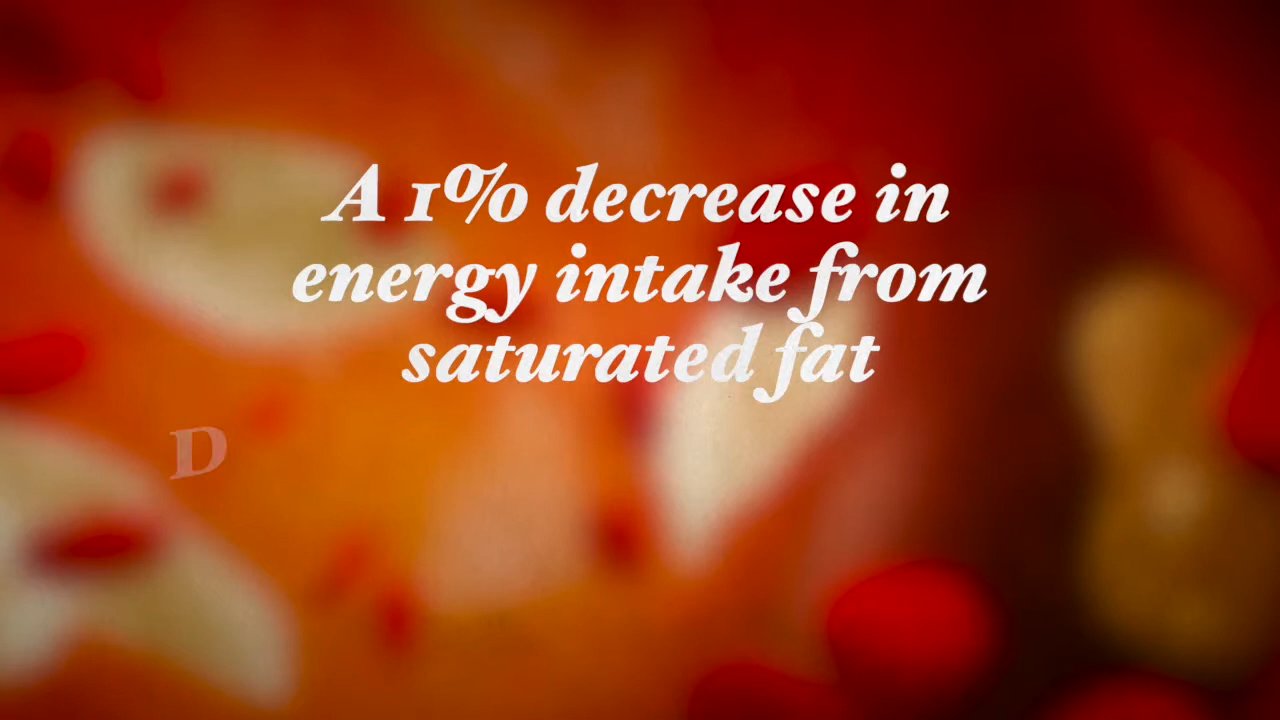 A 1% decrease in
energy intake from
saturated fat
D